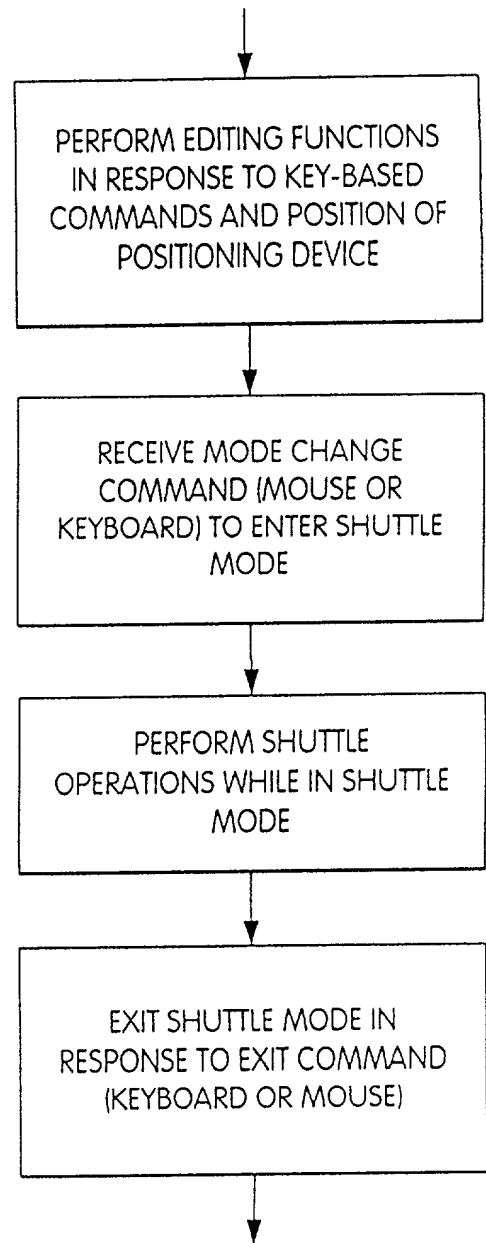 PERFORM EDITING FUNCTIONS
IN RESPONSE TO KEY-BASED
COMMANDS AND POSITION OF
POSITIONING DEVICE
RECEIVE MODE CHANGE
COMMAND (MOUSE OR
KEYBOARD) TO ENTER SHUTTLE
MODE
PERFORM SHUTTLE
OPERATIONS WHILE IN SHUTTLE
MODE
EXIT SHUTTLE MODE IN
RESPONSE TO EXIT COMMAND
(KEYBOARD OR MOUSE)